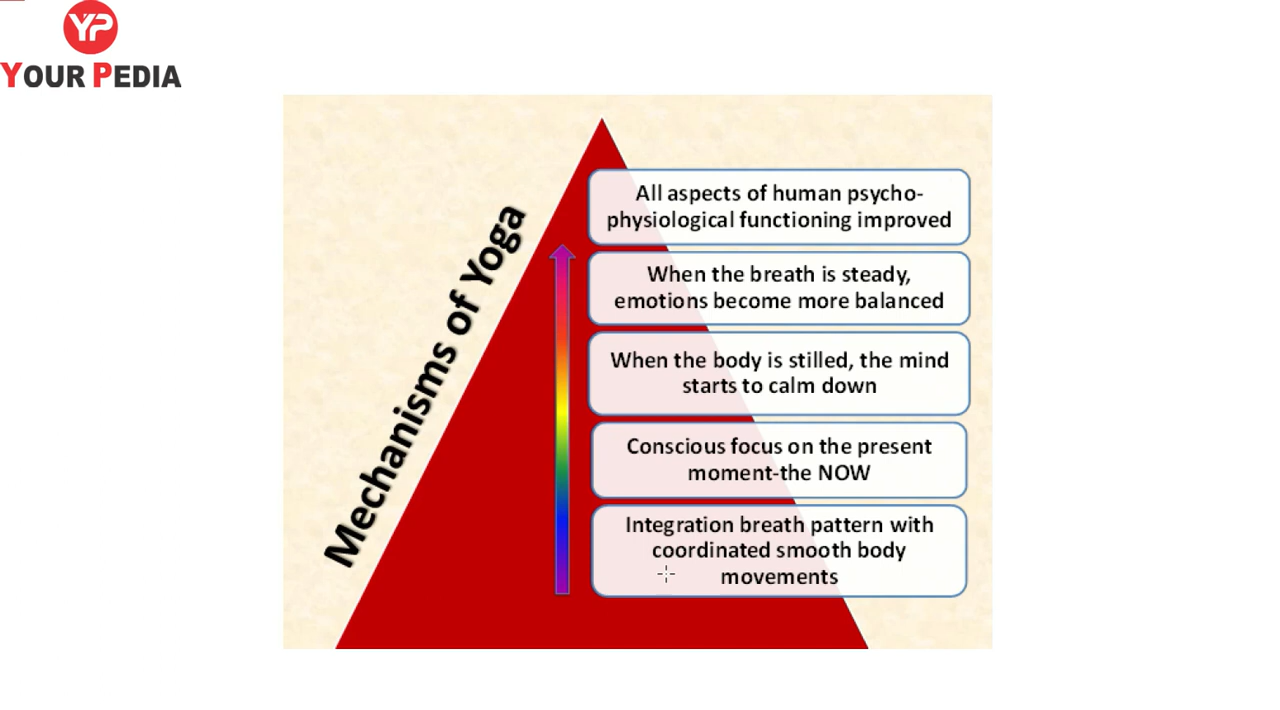 YP
YOUR PEDIA
Mechanisms of Yoga
All aspects of human psycho-
physiological functioning improved
When the breath is steady,
emotions become more balanced
When the body is stilled, the mind
starts to calm down
Conscious focus on the present
moment-the NOW
Integration breath pattern with
coordinated smooth body
movements